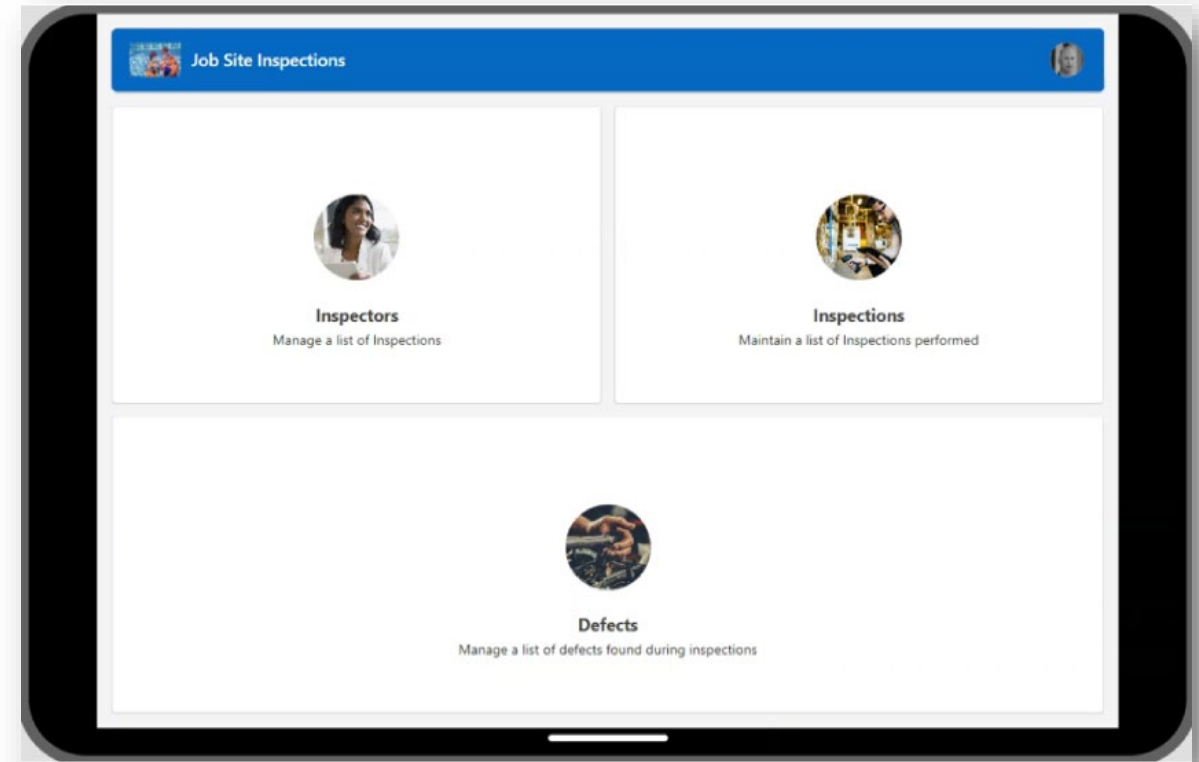 Job Site Inspections
Inspectors
Manage a list of Inspections
Inspections
Maintain a list of Inspections performed
Defects
Manage a list of defects found during inspections